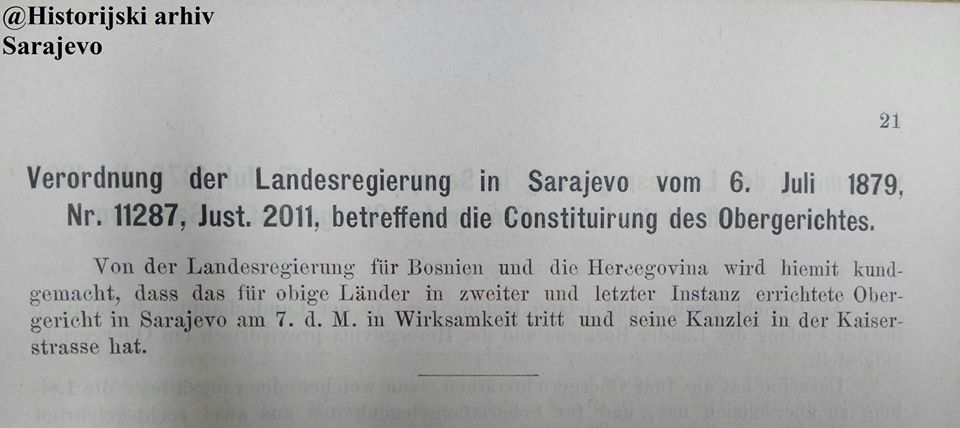 @Historijski arhiv
Sarajevo
21
Verordnung der Landesregierung in Sarajevo vom 6. Juli 1879,
Nr. 11287, Just. 2011, betreffend die Constituirung des Obergerichtes.
Von der Landesregierung für Bosnien und die Hercegovina wird hiemit kund-
gemacht, dass das für obige Länder in zweiter und letzter Instanz errichtete Ober-
gericht in Sarajevo am 7. d. M. in Wirksamkeit tritt und seine Kanzlei in der Kaiser-
strasse hat.